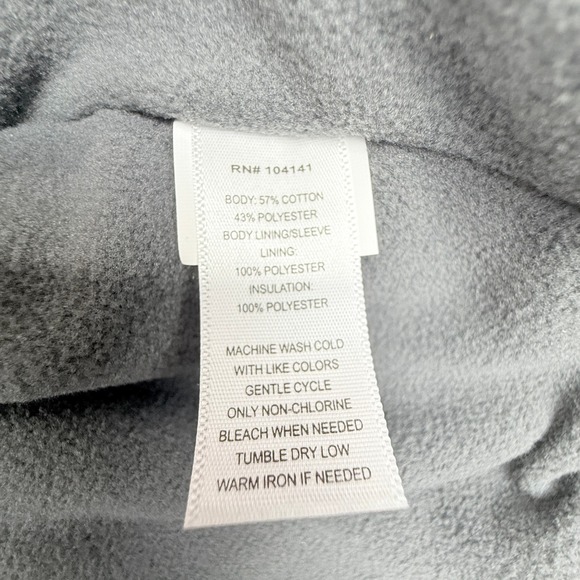 RN# 104141
BODY: 57% COTTON
43% POLYESTER
BODY LINING/SLEEVE
LINING:
100% POLYESTER
INSULATION:
100% POLYESTER
MACHINE WASH COLD
WITH LIKE COLORS
GENTLE CYCLE
ONLY NON-CHLORINE
BLEACH WHEN NEEDED
TUMBLE DRY LOW
WARM IRON IF NEEDED